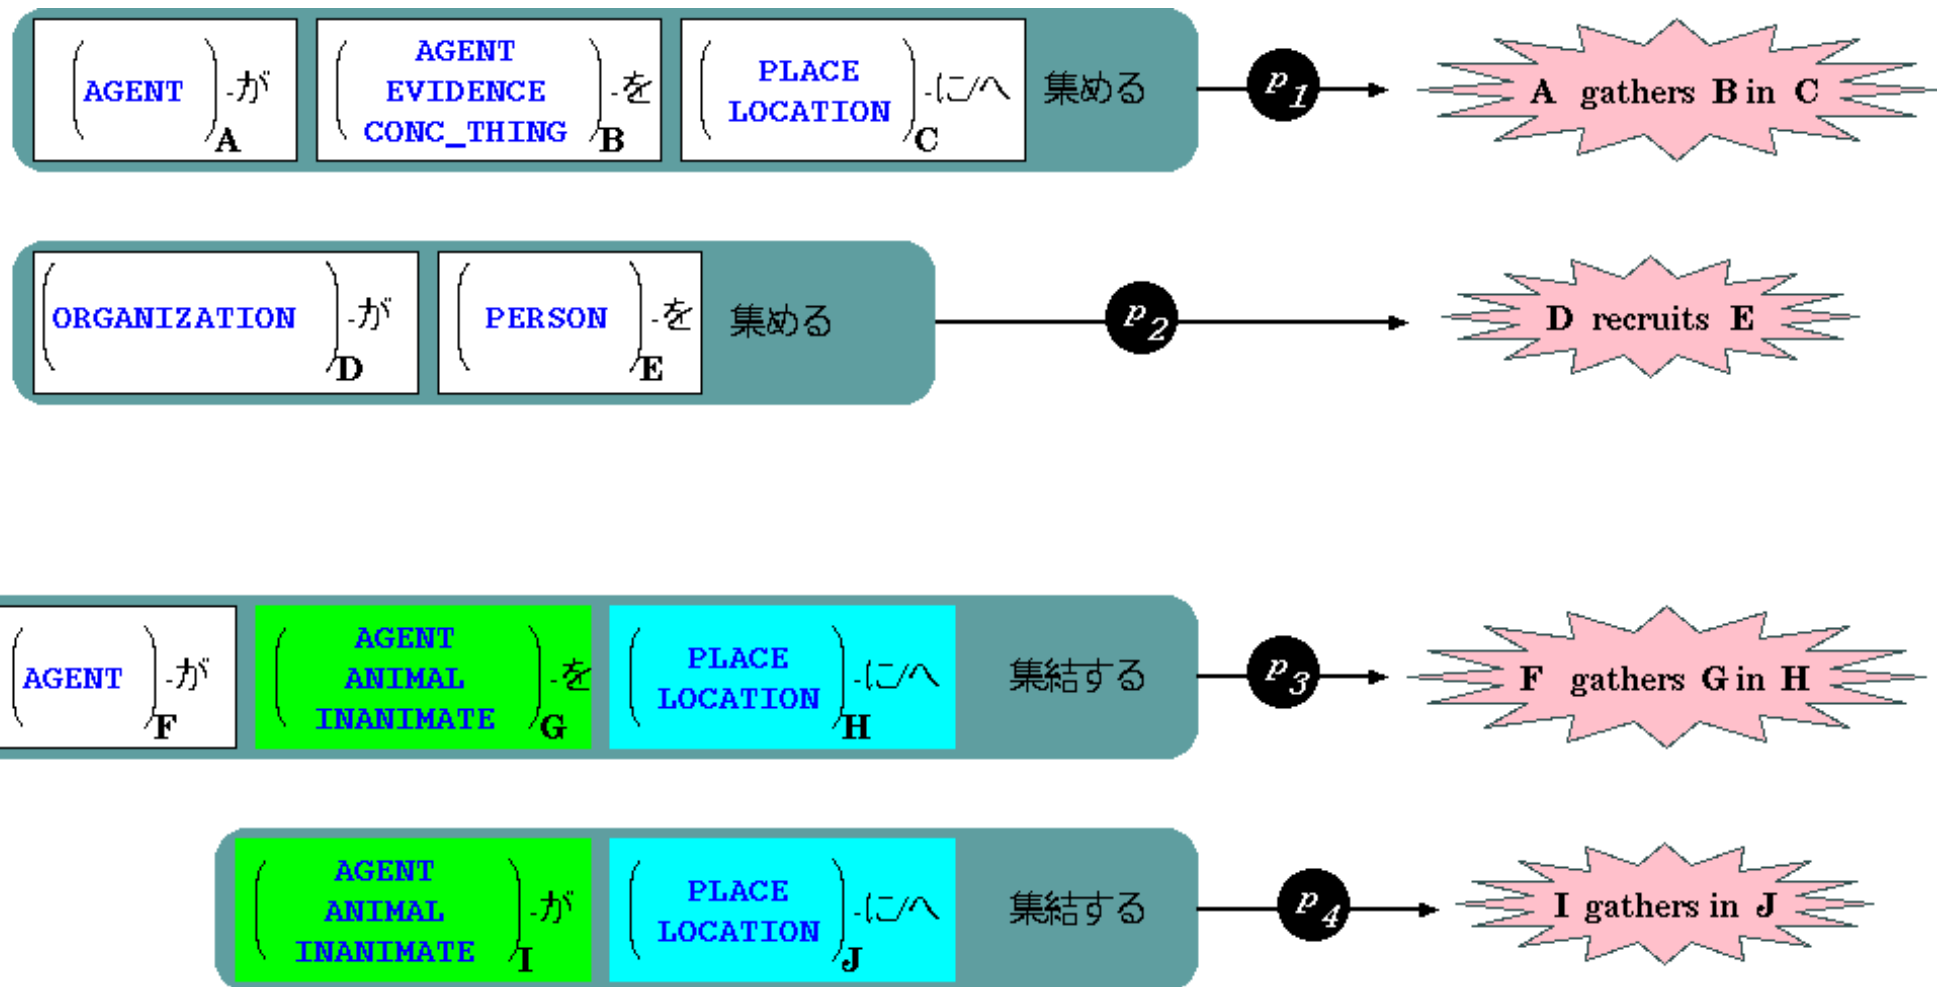 (AGENT)A-が (AGENT EVIDENCE CONC_THING)B-を (PLACE LOCATION)C-に/へ 集める p1 A gathers B in C
(ORGANIZATION)D-が (PERSON)E-を 集める p2 D recruits E
(AGENT)F-が (AGENT ANIMAL INANIMATE)G-を (PLACE LOCATION)H-に/へ 集結する p3 F gathers G in H
(AGENT ANIMAL INANIMATE)I-が (PLACE LOCATION)J-に/へ 集結する p4 I gathers in J